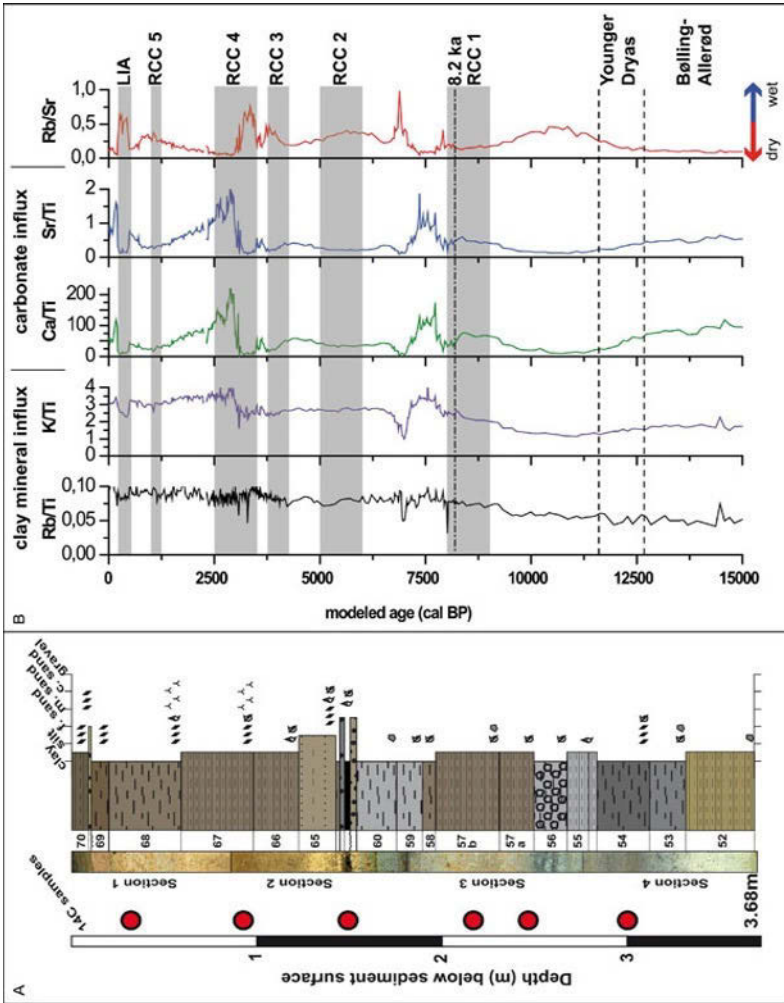 A
Depth (m) below sediment surface
1
2
3
3.68m
14C samples
Section 1
Section 2
Section 3
Section 4
70
69
68
67
66
65
60
59
58
57 b
57 a
56
55
54
53
52
clay
silt
f. sand
m. sand
c. sand
gravel
B
clay mineral influx
carbonate influx
Rb/Ti
K/Ti
Ca/Ti
Sr/Ti
Rb/Sr
0,00
0,05
0,10
0
1
2
3
4
0
100
200
0
1
2
0,0
0,5
1,0
LIA
RCC 5
RCC 4
RCC 3
RCC 2
8.2 ka
RCC 1
Younger
Dryas
Bølling-
Allerød
dry
wet
0
2500
5000
7500
10000
12500
15000
modeled age (cal BP)